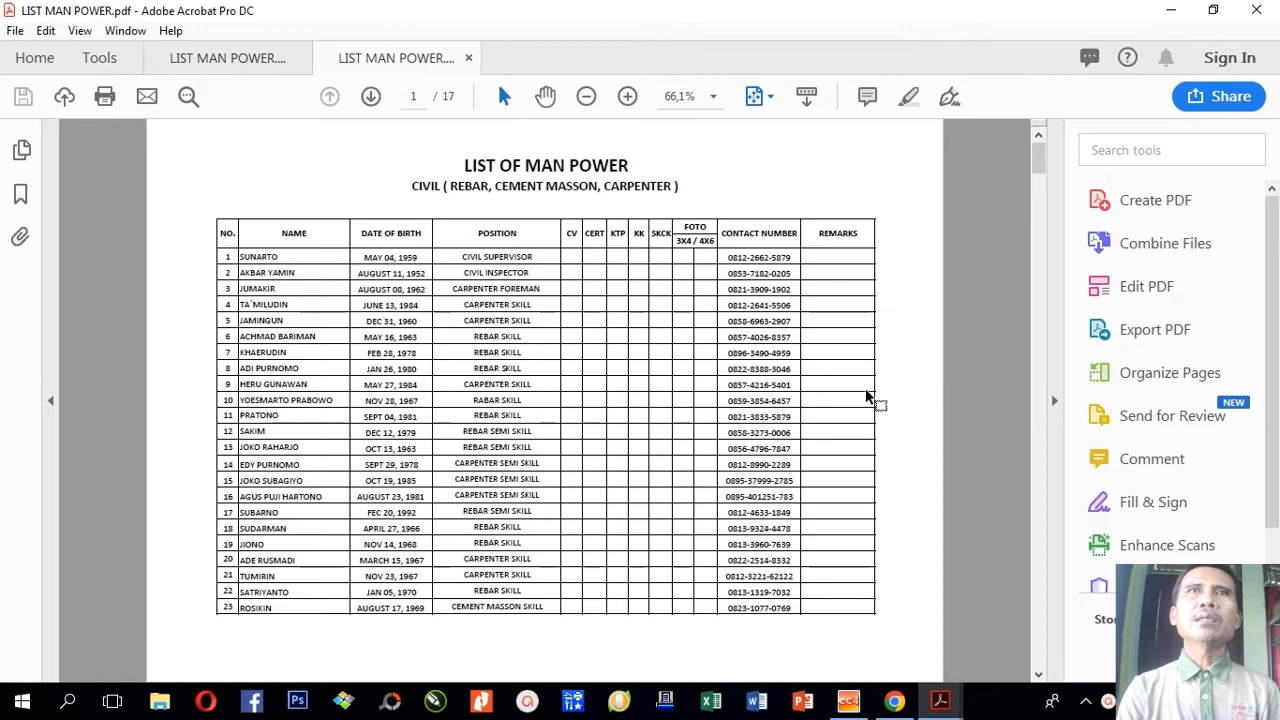 LIST MAN POWER.pdf - Adobe Acrobat Pro DC
File Edit View Window Help
Home Tools LIST MAN POWER.... LIST MAN POWER.... × Sign In
1 / 17 66,1% Share
LIST OF MAN POWER
CIVIL ( REBAR, CEMENT MASSON, CARPENTER )
NO. NAME DATE OF BIRTH POSITION CV CERT KTP KK SKCK FOTO 3X4 / 4X6 CONTACT NUMBER REMARKS
1 SUNARTO MAY 04, 1959 CIVIL SUPERVISOR 0812-2662-5879
2 AKBAR YAMIN AUGUST 11, 1952 CIVIL INSPECTOR 0853-7182-0205
3 JUMAKIR AUGUST 08, 1962 CARPENTER FOREMAN 0821-3909-1902
4 TA`MILUDIN JUNE 13, 1984 CARPENTER SKILL 0812-2641-5506
5 JAMINGUN DEC 31, 1960 CARPENTER SKILL 0858-6963-2907
6 ACHMAD BARIMAN MAY 16, 1963 REBAR SKILL 0857-4026-8357
7 KHAERUDIN FEB 28, 1978 REBAR SKILL 0896-3490-4959
8 ADI PURNOMO JAN 26, 1980 REBAR SKILL 0822-8388-3046
9 HERU GUNAWAN MAY 27, 1984 CARPENTER SKILL 0857-4216-5401
10 YOESMARTO PRABOWO NOV 28, 1967 RABAR SKILL 0859-3854-6457
11 PRATONO SEPT 04, 1981 REBAR SKILL 0821-3833-5879
12 SAKIM DEC 12, 1979 REBAR SEMI SKILL 0858-3273-0006
13 JOKO RAHARJO OCT 13, 1963 REBAR SEMI SKILL 0856-4796-7847
14 EDY PURNOMO SEPT 29, 1978 CARPENTER SEMI SKILL 0812-8990-2289
15 JOKO SUBAGIYO OCT 19, 1985 CARPENTER SEMI SKILL 0895-37999-2785
16 AGUS PUJI HARTONO AUGUST 23, 1981 CARPENTER SEMI SKILL 0895-401251-783
17 SUBARNO FEC 20, 1992 REBAR SEMI SKILL 0812-4633-1849
18 SUDARMAN APRIL 27, 1966 REBAR SKILL 0813-9324-4478
19 JIONO NOV 14, 1968 REBAR SKILL 0813-3960-7639
20 ADE RUSMADI MARCH 15, 1967 CARPENTER SKILL 0822-2514-8332
21 TUMIRIN NOV 23, 1967 CARPENTER SKILL 0812-3221-62122
22 SATRIYANTO JAN 05, 1970 REBAR SKILL 0813-1319-7032
23 ROSIKIN AUGUST 17, 1969 CEMENT MASSON SKILL 0823-1077-0769
Search tools
Create PDF
Combine Files
Edit PDF
Export PDF
Organize Pages
NEW
Send for Review
Comment
Fill & Sign
Enhance Scans
Stor
Ps
CC4